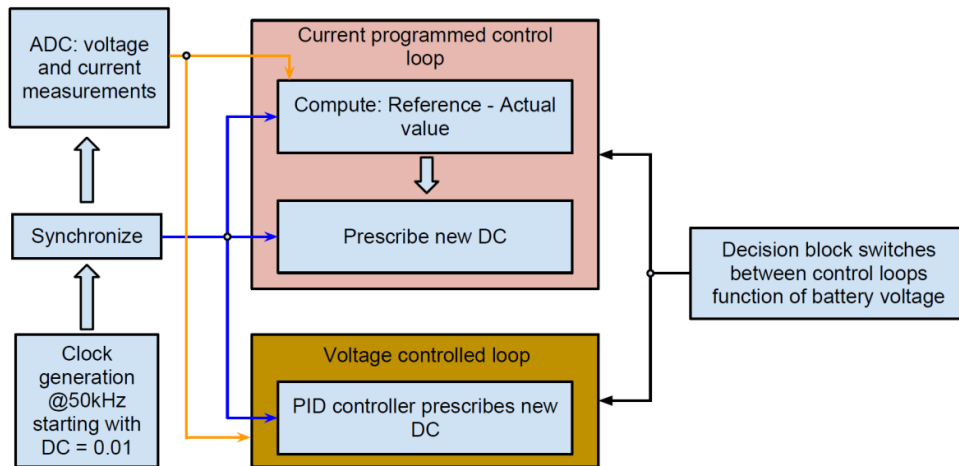 ADC: voltage
and current
measurements
Current programmed control
loop
Compute: Reference - Actual
value
Synchronize
Prescribe new DC
Decision block switches
between control loops
function of battery voltage
Clock
generation
@50kHz
starting with
DC = 0.01
Voltage controlled loop
PID controller prescribes new
DC